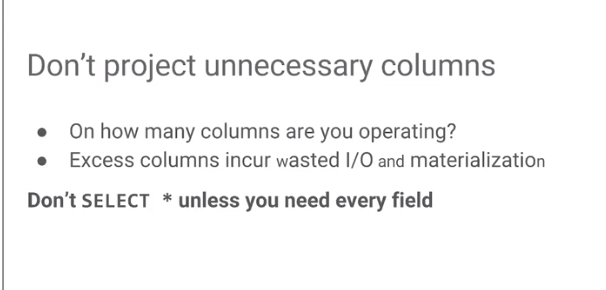 Don't project unnecessary columns
● On how many columns are you operating?
● Excess columns incur wasted I/O and materialization
Don't SELECT * unless you need every field